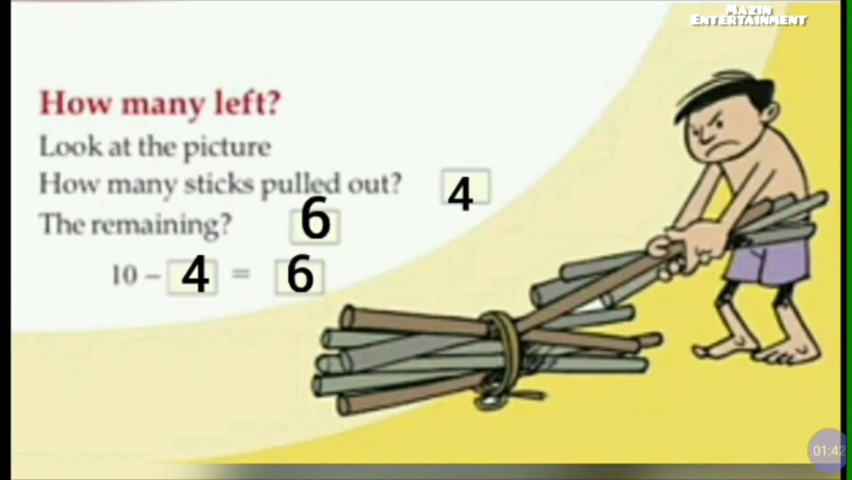 Mazin
Entertainment
How many left?
Look at the picture
How many sticks pulled out? 4
The remaining? 6
10 − 4 = 6
01:42